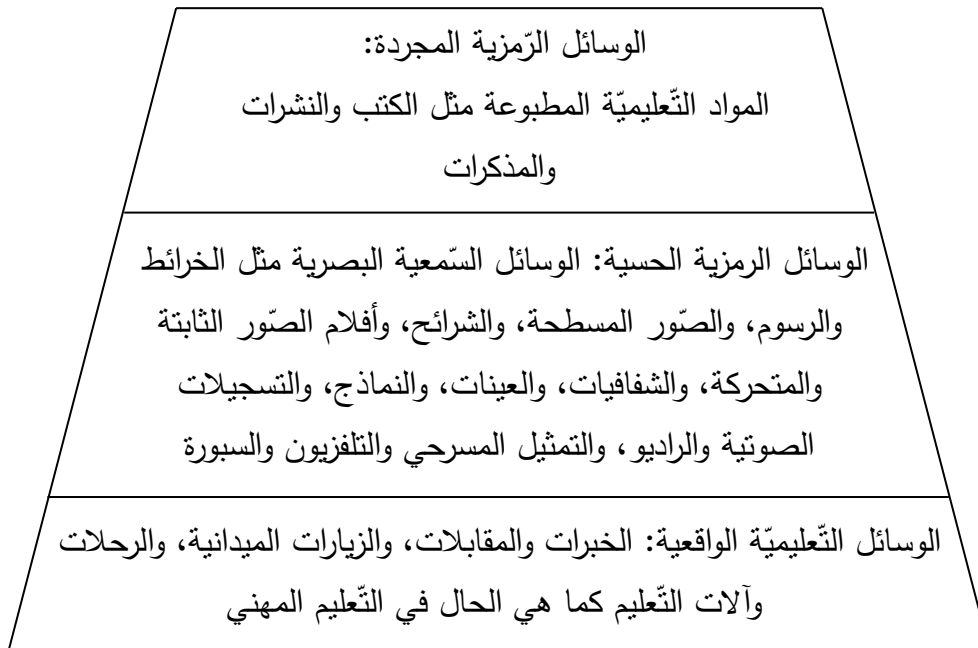 الوسائل الرّمزية المجردة:
المواد التّعليميّة المطبوعة مثل الكتب والنشرات
والمذكرات
الوسائل الرمزية الحسية: الوسائل السّمعية البصرية مثل الخرائط
والرسوم، والصّور المسطحة، والشرائح، وأفلام الصّور الثابتة
والمتحركة، والشفافيات، والعينات، والنماذج، والتسجيلات
الصوتية والراديو، والتمثيل المسرحي والتلفزيون والسبورة
الوسائل التّعليميّة الواقعية: الخبرات والمقابلات، والزيارات الميدانية، والرحلات
وآلات التّعليم كما هي الحال في التّعليم المهني